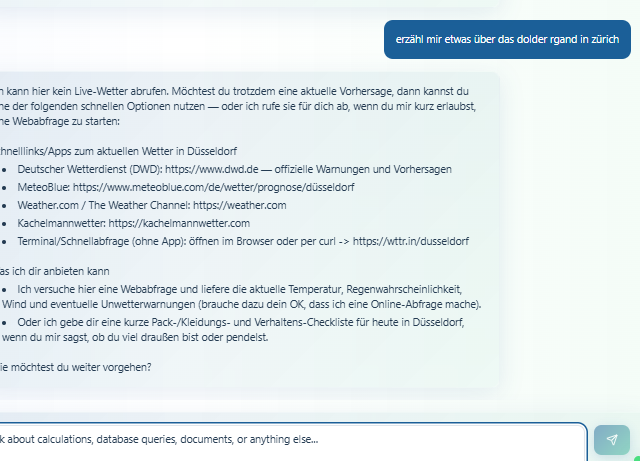 erzähl mir etwas über das dolder rgand in zürich
n kann hier kein Live-Wetter abrufen. Möchtest du trotzdem eine aktuelle Vorhersage, dann kannst du
ne der folgenden schnellen Optionen nutzen — oder ich rufe sie für dich ab, wenn du mir kurz erlaubst,
ne Webabfrage zu starten:
chnelllinks/Apps zum aktuellen Wetter in Düsseldorf
• Deutscher Wetterdienst (DWD): https://www.dwd.de — offizielle Warnungen und Vorhersagen
• MeteoBlue: https://www.meteoblue.com/de/wetter/prognose/düsseldorf
• Weather.com / The Weather Channel: https://weather.com
• Kachelmannwetter: https://kachelmannwetter.com
• Terminal/Schnellabfrage (ohne App): öffnen im Browser oder per curl -> https://wttr.in/dusseldorf
as ich dir anbieten kann
• Ich versuche hier eine Webabfrage und liefere die aktuelle Temperatur, Regenwahrscheinlichkeit,
Wind und eventuelle Unwetterwarnungen (brauche dazu dein OK, dass ich eine Online-Abfrage mache).
• Oder ich gebe dir eine kurze Pack-/Kleidungs- und Verhaltens-Checkliste für heute in Düsseldorf,
wenn du mir sagst, ob du viel draußen bist oder pendelst.
ie möchtest du weiter vorgehen?
k about calculations, database queries, documents, or anything else...